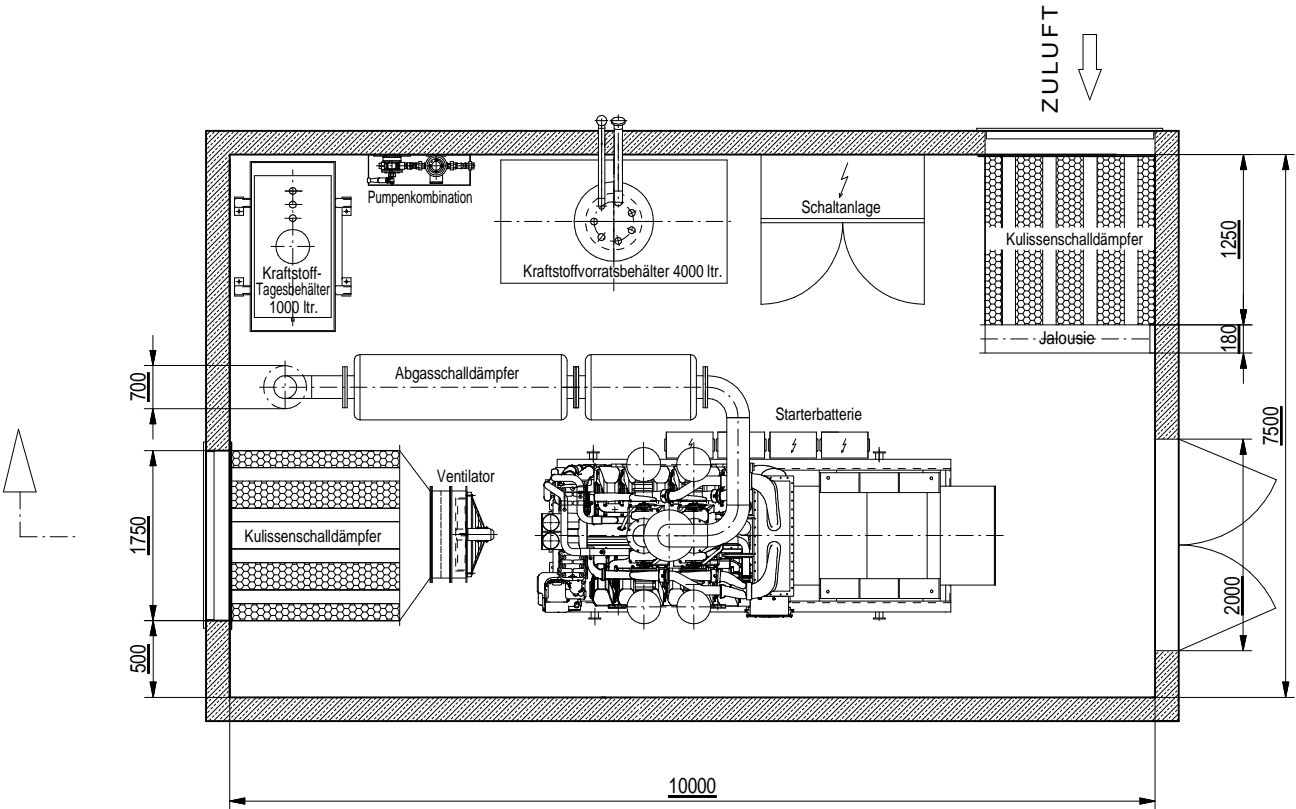 ZULUFT
Pumpenkombination
Schaltanlage
Kulissenschalldämpfer
1250
Kraftstoff-
Tagesbehälter
1000 ltr.
Kraftstoffvorratsbehälter 4000 ltr.
Jalousie
180
700
Abgasschalldämpfer
Starterbatterie
7500
Ventilator
1750
Kulissenschalldämpfer
2000
500
10000